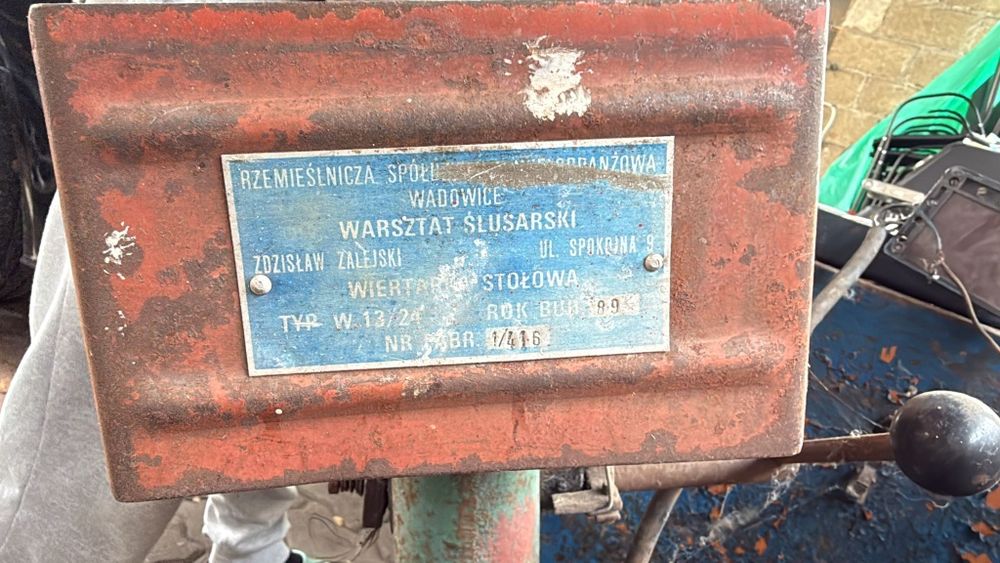 RZEMIEŚLNICZA SPÓŁ
WADOWICE
WARSZTAT ŚLUSARSKI
ZDZISŁAW ZALEJSKI UL. SPOKOJNA 9
STOŁOWA
TYP W 13/24 ROK BUD. 89
NR FABR. 1/416